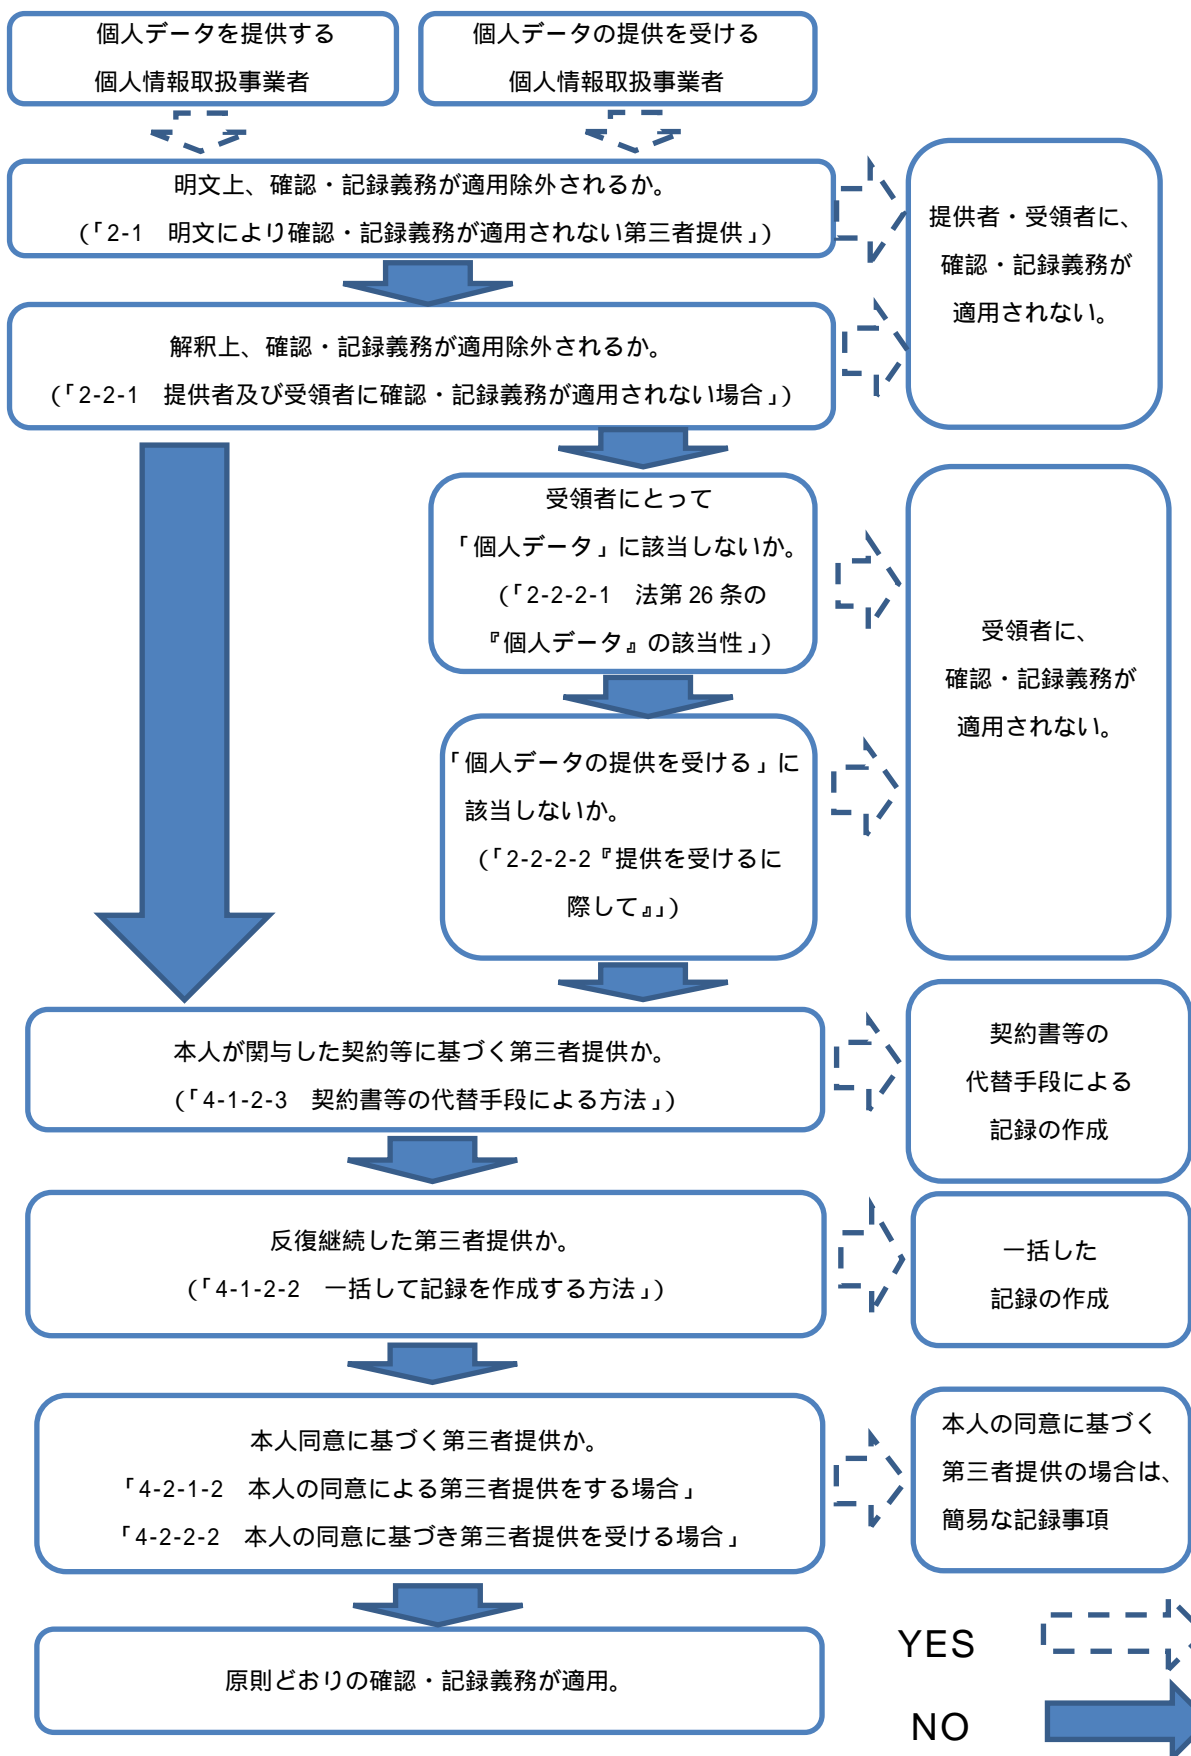 個人データを提供する
個人情報取扱事業者
個人データの提供を受ける
個人情報取扱事業者
明文上、確認・記録義務が適用除外されるか。
(「2-1　明文により確認・記録義務が適用されない第三者提供」)
提供者・受領者に、
確認・記録義務が
適用されない。
解釈上、確認・記録義務が適用除外されるか。
(「2-2-1　提供者及び受領者に確認・記録義務が適用されない場合」)
受領者にとって
「個人データ」に該当しないか。
(「2-2-2-1　法第 26 条の
『個人データ』の該当性」)
受領者に、
確認・記録義務が
適用されない。
「個人データの提供を受ける」に
該当しないか。
(「2-2-2-2『提供を受けるに
際して』」)
本人が関与した契約等に基づく第三者提供か。
(「4-1-2-3　契約書等の代替手段による方法」)
契約書等の
代替手段による
記録の作成
反復継続した第三者提供か。
(「4-1-2-2　一括して記録を作成する方法」)
一括した
記録の作成
本人同意に基づく第三者提供か。
「4-2-1-2　本人の同意による第三者提供をする場合」
「4-2-2-2　本人の同意に基づき第三者提供を受ける場合」
本人の同意に基づく
第三者提供の場合は、
簡易な記録事項
原則どおりの確認・記録義務が適用。
YES
NO